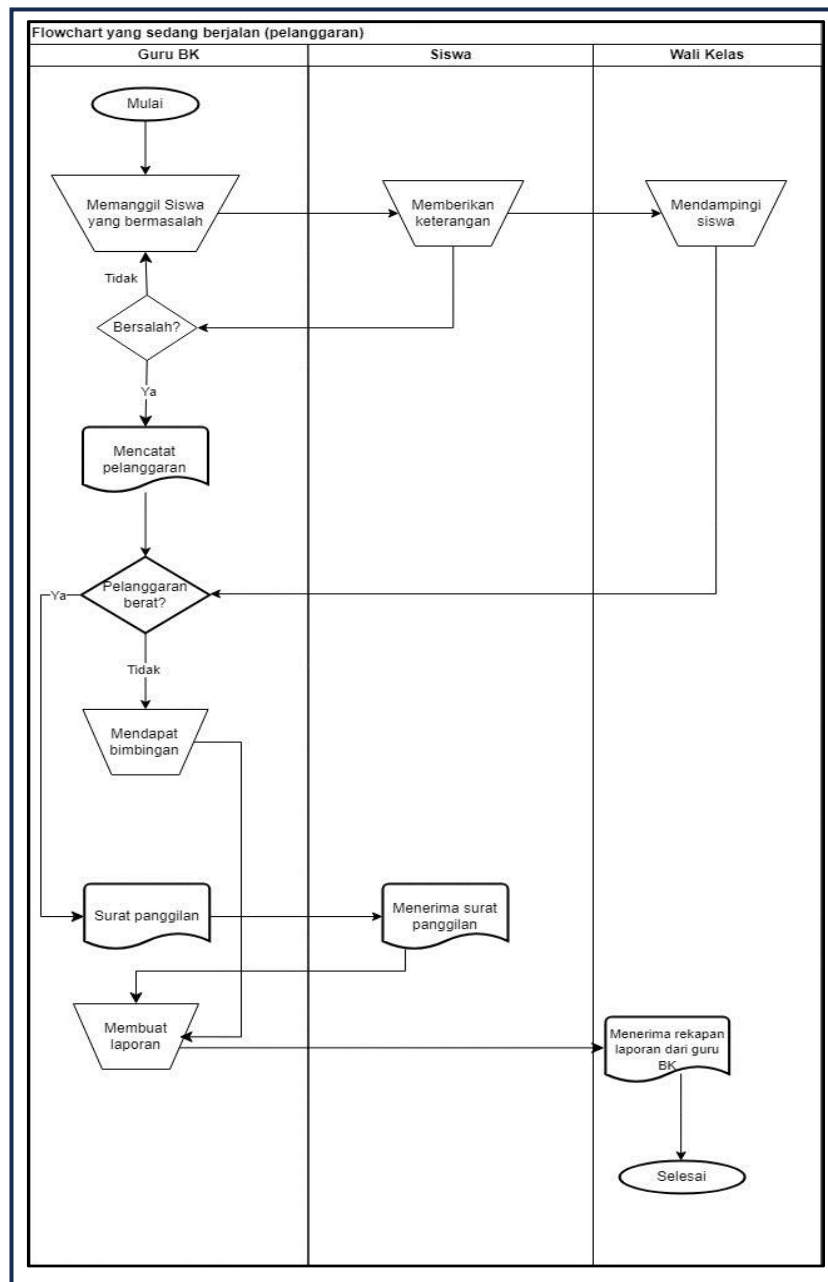 Flowchart yang sedang berjalan (pelanggaran)
Guru BK
Siswa
Wali Kelas
Mulai
Memanggil Siswa
yang bermasalah
Memberikan
keterangan
Mendampingi
siswa
Tidak
Bersalah?
Ya
Mencatat
pelanggaran
Pelanggaran
berat?
Ya
Tidak
Mendapat
bimbingan
Surat panggilan
Menerima surat
panggilan
Membuat
laporan
Menerima rekapan
laporan dari guru
BK
Selesai